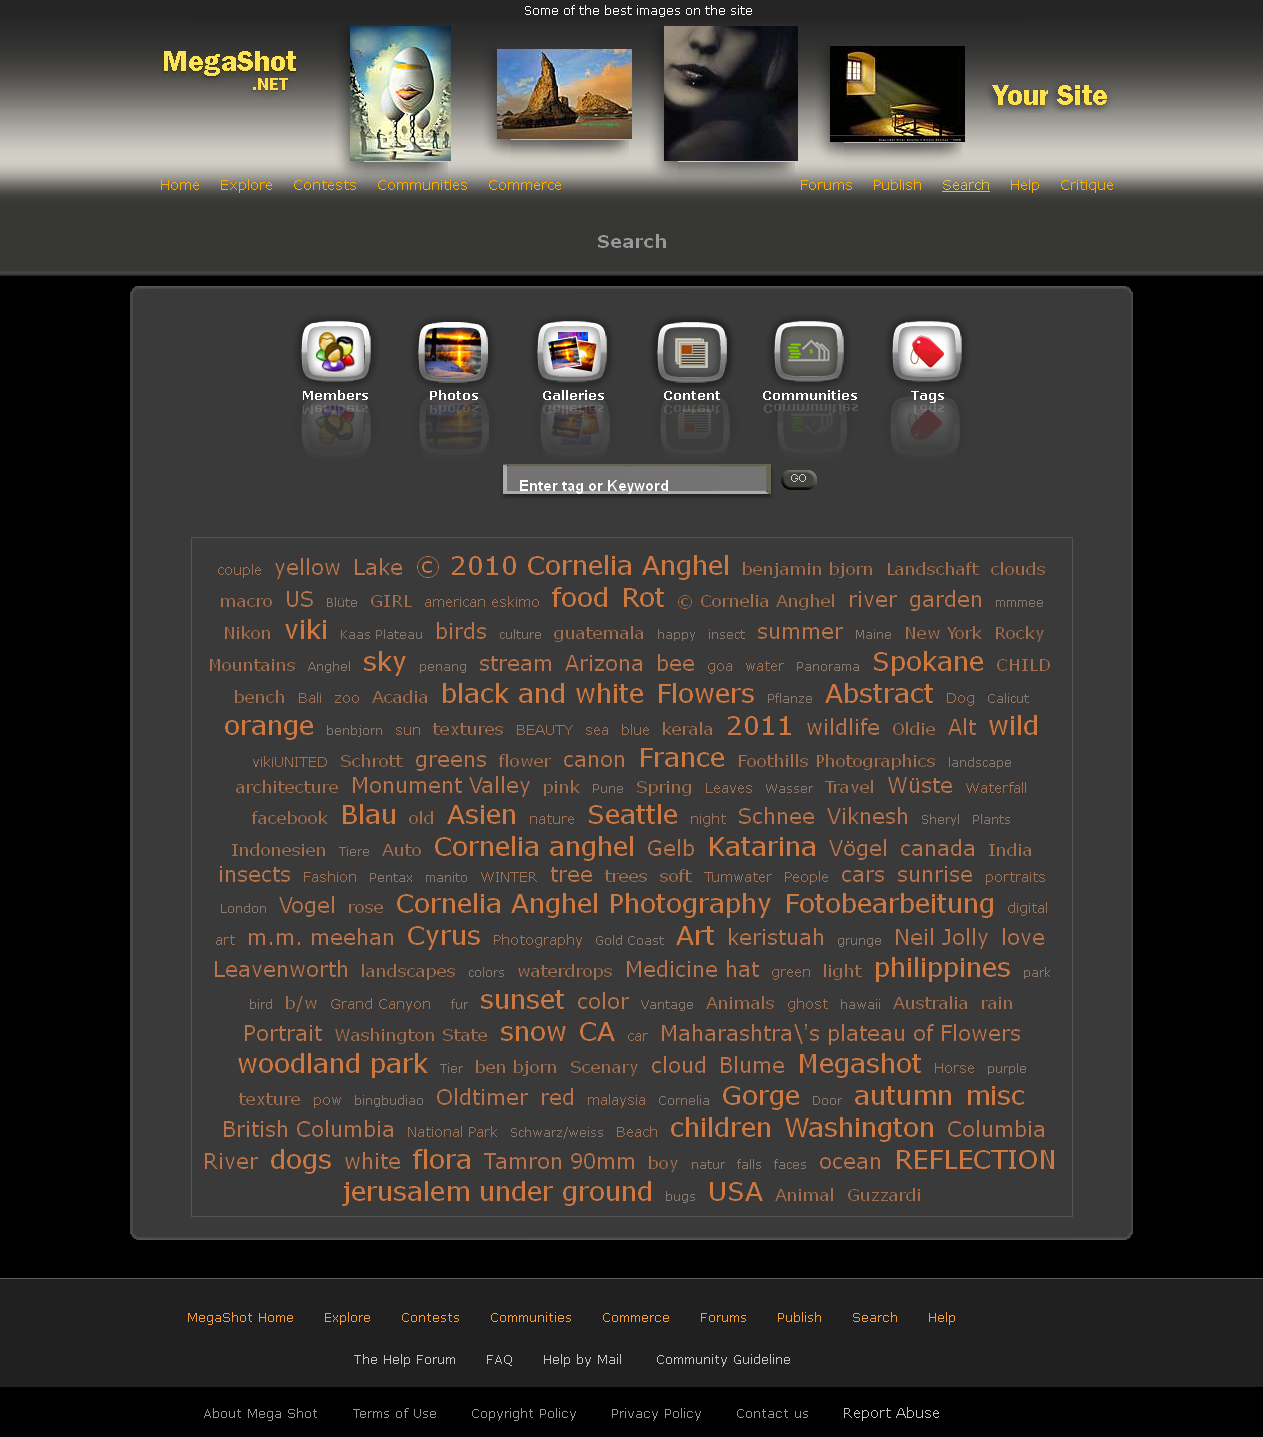 Some of the best images on the site
MegaShot
.NET
Your Site
Home Explore Contests Communities Commerce Forums Publish Search Help Critique
Search
Members Photos Galleries Content Communities Tags
Enter tag or Keyword GO
couple yellow Lake © 2010 Cornelia Anghel benjamin bjorn Landschaft clouds
macro US Blüte GIRL american eskimo food Rot © Cornelia Anghel river garden mmmee
Nikon viki Kaas Plateau birds culture guatemala happy insect summer Maine New York Rocky
Mountains Anghel sky penang stream Arizona bee goa water Panorama Spokane CHILD
bench Bali zoo Acadia black and white Flowers Pflanze Abstract Dog Calicut
orange benbjorn sun textures BEAUTY sea blue kerala 2011 wildlife Oldie Alt wild
vikiUNITED Schrott greens flower canon France Foothills Photographics landscape
architecture Monument Valley pink Pune Spring Leaves Wasser Travel Wüste Waterfall
facebook Blau old Asien nature Seattle night Schnee Viknesh Sheryl Plants
Indonesien Tiere Auto Cornelia anghel Gelb Katarina Vögel canada India
insects Fashion Pentax manito WINTER tree trees soft Tumwater People cars sunrise portraits
London Vogel rose Cornelia Anghel Photography Fotobearbeitung digital
art m.m. meehan Cyrus Photography Gold Coast Art keristuah grunge Neil Jolly love
Leavenworth landscapes colors waterdrops Medicine hat green light philippines park
bird b/w Grand Canyon fur sunset color Vantage Animals ghost hawaii Australia rain
Portrait Washington State snow CA car Maharashtra\'s plateau of Flowers
woodland park Tier ben bjorn Scenary cloud Blume Megashot Horse purple
texture pow bingbudiao Oldtimer red malaysia Cornelia Gorge Door autumn misc
British Columbia National Park Schwarz/weiss Beach children Washington Columbia
River dogs white flora Tamron 90mm boy natur falls faces ocean REFLECTION
jerusalem under ground bugs USA Animal Guzzardi
MegaShot Home Explore Contests Communities Commerce Forums Publish Search Help
The Help Forum FAQ Help by Mail Community Guideline
About Mega Shot Terms of Use Copyright Policy Privacy Policy Contact us Report Abuse